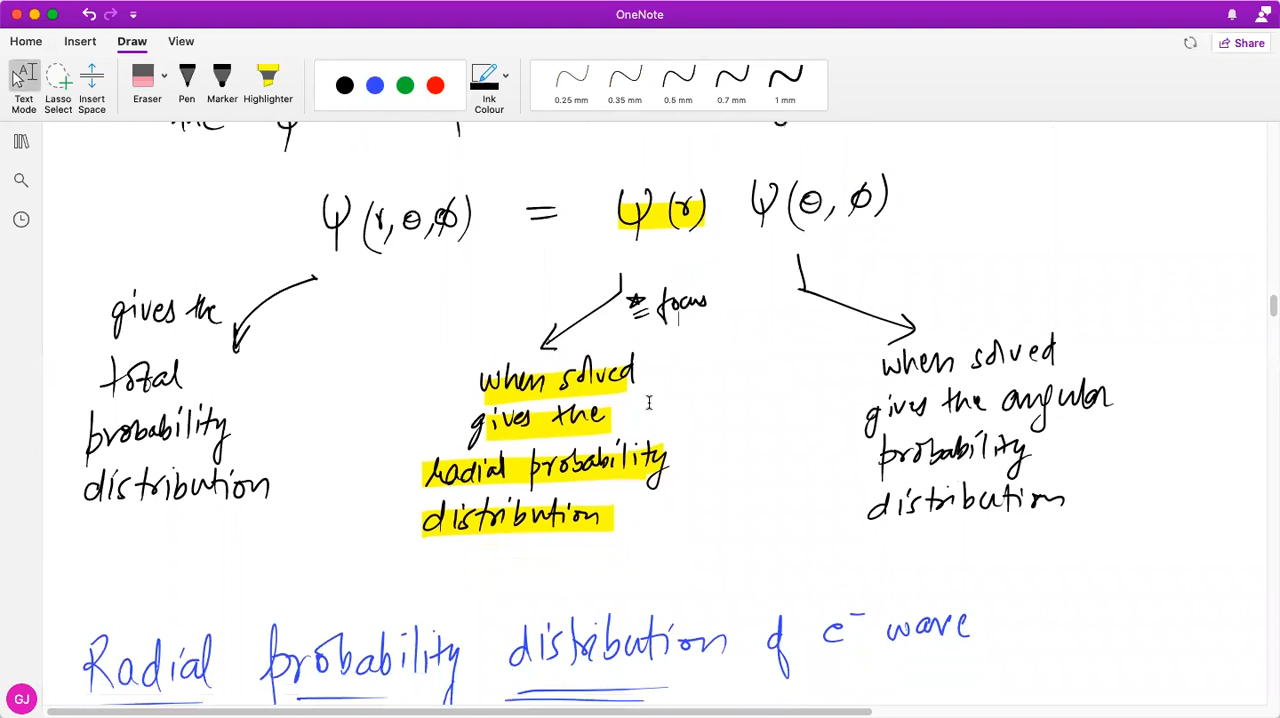 OneNote
Home Insert Draw View
Share
Text Mode
Lasso Select
Insert Space
Eraser
Pen
Marker
Highlighter
Ink Colour
0.25 mm
0.35 mm
0.5 mm
0.7 mm
1 mm
the ψ
ψ(r,θ,ϕ) = ψ(r) ψ(θ,ϕ)
gives the
total
probability
distribution
focus
when solved
gives the
radial probability
distribution
when solved
gives the angular
probability
distribution
Radial probability distribution of e⁻ wave
GJ